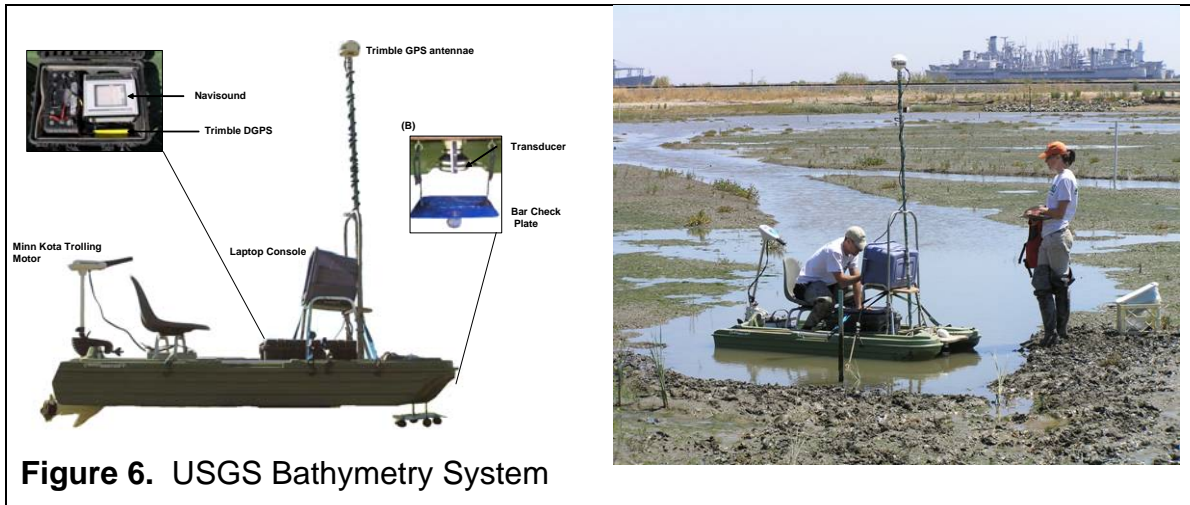 Trimble GPS antennae
Navisound
Trimble DGPS
(B)
Transducer
Bar Check
Plate
Minn Kota Trolling
Motor
Laptop Console
Figure 6. USGS Bathymetry System